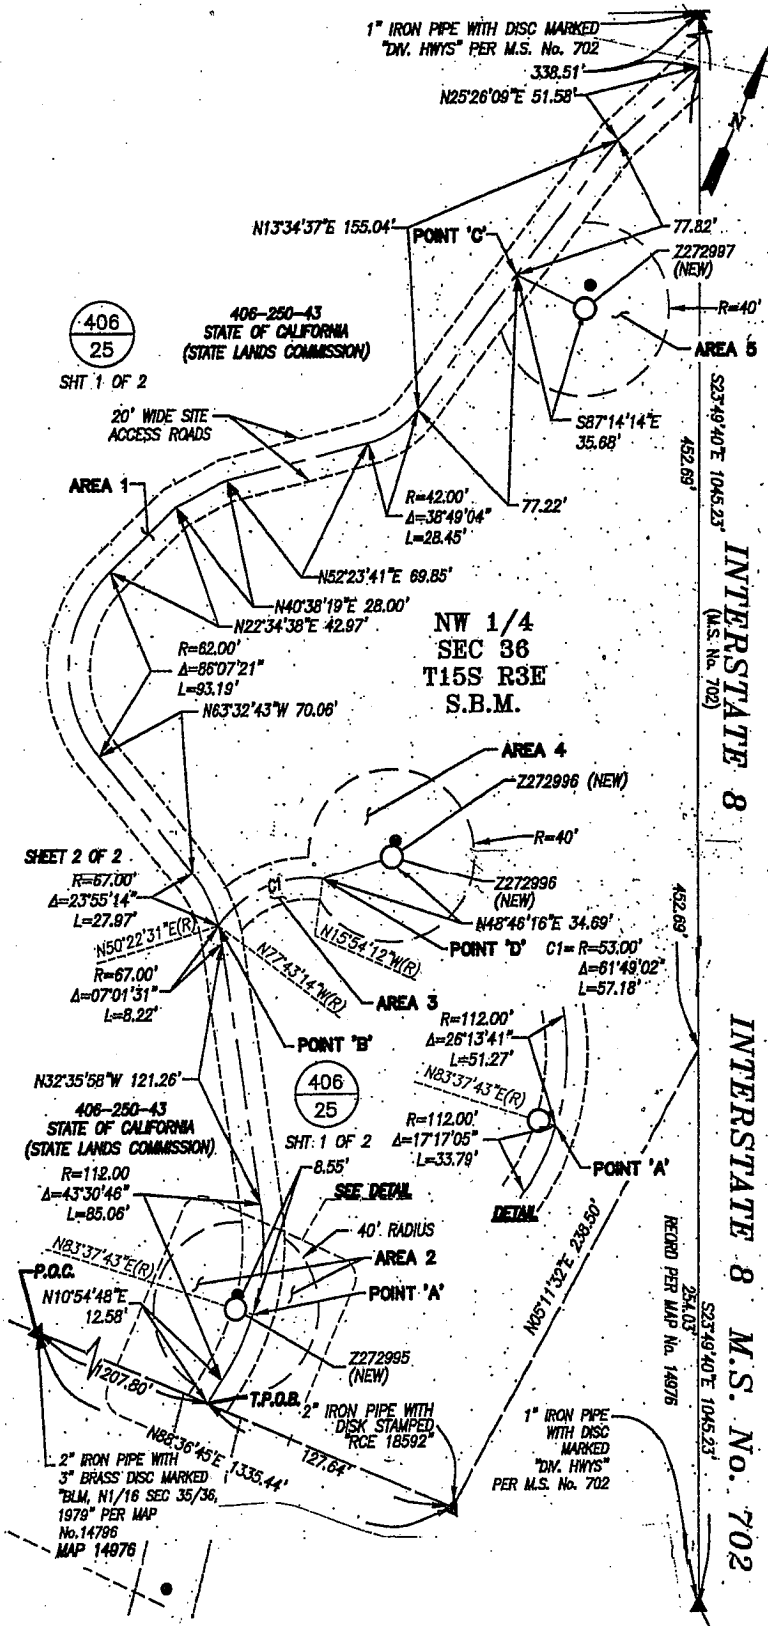 1" IRON PIPE WITH DISC MARKED
"DIV. HWYS" PER M.S. No. 702
338.51'
N25°26'09"E 51.58'
N
N13°34'37"E 155.04'
POINT 'C'
77.82'
Z272997
(NEW)
R=40'
AREA 5
406
25
SHT 1 OF 2
406-250-43
STATE OF CALIFORNIA
(STATE LANDS COMMISSION)
20' WIDE SITE
ACCESS ROADS
S87°14'14"E
35.68'
S23°49'40"E 1045.23'
452.69'
AREA 1
R=42.00'
Δ=38°49'04"
L=28.45'
77.22'
N52°23'41"E 69.85'
N40°38'19"E 28.00'
N22°34'38"E 42.97'
INTERSTATE 8
(M.S. No. 702)
NW 1/4
SEC 36
T15S R3E
S.B.M.
R=62.00'
Δ=86°07'21"
L=93.19'
N63°32'43"W 70.06'
AREA 4
Z272996 (NEW)
R=40'
SHEET 2 OF 2
R=67.00'
Δ=23°55'14"
L=27.97'
C1
Z272996
(NEW)
N48°46'16"E 34.69'
452.69'
N50°22'31"E(R)
N77°43'14"W(R)
N15°54'12"W(R)
POINT 'D'
C1= R=53.00'
Δ=61°49'02"
L=57.18'
R=67.00'
Δ=07°01'31"
L=8.22'
AREA 3
POINT 'B'
R=112.00'
Δ=26°13'41"
L=51.27'
N83°37'43"E(R)
N32°35'58"W 121.26'
406
25
SHT 1 OF 2
406-250-43
STATE OF CALIFORNIA
(STATE LANDS COMMISSION)
R=112.00'
Δ=17°17'05"
L=33.79'
POINT 'A'
DETAIL
INTERSTATE 8 M.S. No. 702
R=112.00
Δ=43°30'46"
L=85.06'
8.55'
SEE DETAIL
40' RADIUS
N83°37'43"E(R)
AREA 2
P.O.C.
N10°54'48"E
12.58'
POINT 'A'
N05°11'32"E 238.50'
S23°49'40"E 1045.23'
254.03'
RECRD PER MAP No. 14976
Z272995
(NEW)
1207.80'
T.P.O.B.
2" IRON PIPE WITH
DISK STAMPED
"RCE 18592"
1" IRON PIPE
WITH DISC
MARKED
"DIV. HWYS"
PER M.S. No. 702
N88°36'45"E 1335.44'
127.64'
2" IRON PIPE WITH
3" BRASS DISC MARKED
"BLM, N1/16 SEC 35/36,
1979" PER MAP
No.14796
MAP 14976